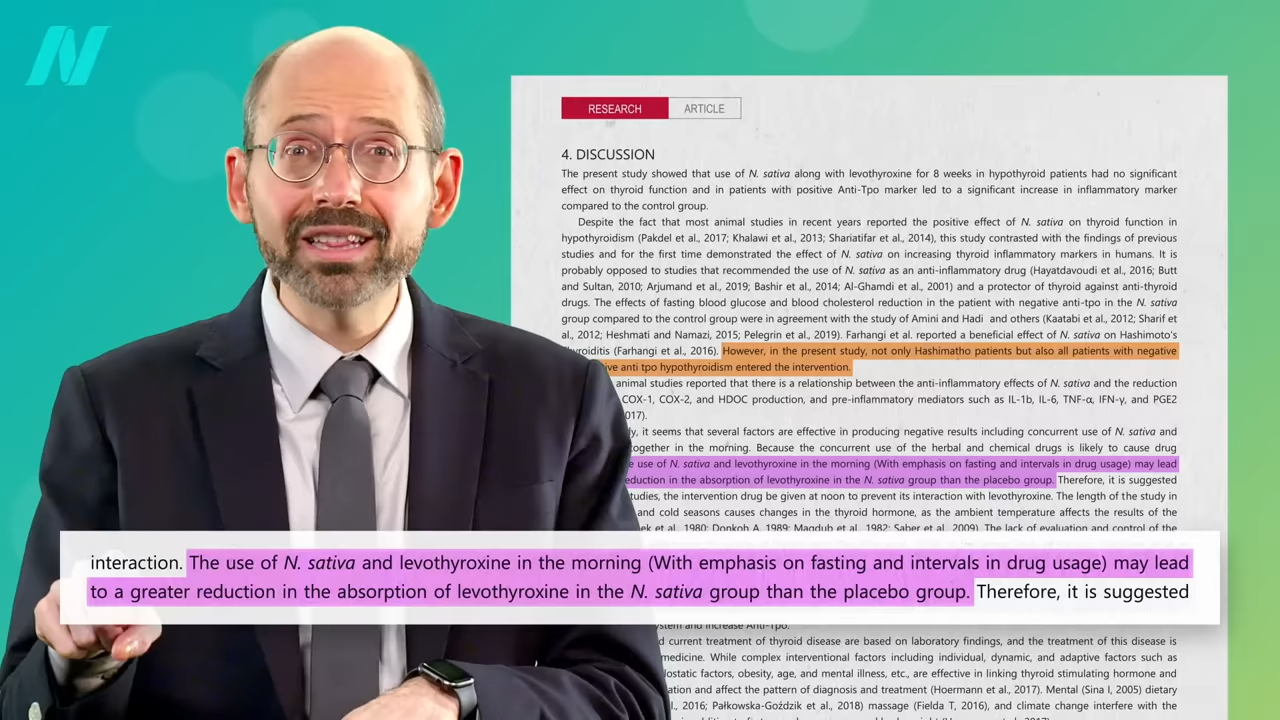 N
RESEARCH ARTICLE
4. DISCUSSION
The present study showed that use of N. sativa along with levothyroxine for 8 weeks in hypothyroid patients had no significant
effect on thyroid function and in patients with positive Anti-Tpo marker led to a significant increase in inflammatory marker
compared to the control group.
Despite the fact that most animal studies in recent years reported the positive effect of N. sativa on thyroid function in
hypothyroidism (Pakdel et al., 2017; Khalawi et al., 2013; Shariatifar et al., 2014), this study contrasted with the findings of previous
studies and for the first time demonstrated the effect of N. sativa on increasing thyroid inflammatory markers in humans. It is
probably opposed to studies that recommended the use of N. sativa as an anti-inflammatory drug (Hayatdavoudi et al., 2016; Butt
and Sultan, 2010; Arjumand et al., 2019; Bashir et al., 2014; Al-Ghamdi et al., 2001) and a protector of thyroid against anti-thyroid
drugs. The effects of fasting blood glucose and blood cholesterol reduction in the patient with negative anti-tpo in the N. sativa
group compared to the control group were in agreement with the study of Amini and Hadi and others (Kaatabi et al., 2012; Sharif et
al., 2012; Heshmati and Namazi, 2015; Pelegrin et al., 2019). Farhangi et al. reported a beneficial effect of N. sativa on Hashimoto's
(Farhangi et al., 2016). However, in the present study, not only Hashimatho patients but also all patients with negative
anti tpo hypothyroidism entered the intervention.
animal studies reported that there is a relationship between the anti-inflammatory effects of N. sativa and the reduction
COX-1, COX-2, and HDOC production, and pre-inflammatory mediators such as IL-1b, IL-6, TNF-α, IFN-γ, and PGE2
it seems that several factors are effective in producing negative results including concurrent use of N. sativa and
together in the morning. Because the concurrent use of the herbal and chemical drugs is likely to cause drug
use of N. sativa and levothyroxine in the morning (With emphasis on fasting and intervals in drug usage) may lead
reduction in the absorption of levothyroxine in the N. sativa group than the placebo group. Therefore, it is suggested
the intervention drug be given at noon to prevent its interaction with levothyroxine. The length of the study in
and cold seasons causes changes in the thyroid hormone, as the ambient temperature affects the results of the
et al., 1980; Donkoh A, 1989; Magdub et al., 1982; Saber et al., 2009). The lack of evaluation and control of the
interaction. The use of N. sativa and levothyroxine in the morning (With emphasis on fasting and intervals in drug usage) may lead
to a greater reduction in the absorption of levothyroxine in the N. sativa group than the placebo group. Therefore, it is suggested
and increase Anti-Tpo.
current treatment of thyroid disease are based on laboratory findings, and the treatment of this disease is
medicine. While complex interventional factors including individual, dynamic, and adaptive factors such as
factors, obesity, age, and mental illness, etc., are effective in linking thyroid stimulating hormone and
and affect the pattern of diagnosis and treatment (Hoermann et al., 2017). Mental (Sina I, 2005) dietary
2016; Pałkowska-Goździk et al., 2018) massage (Fielda T, 2016), and climate change interfere with the